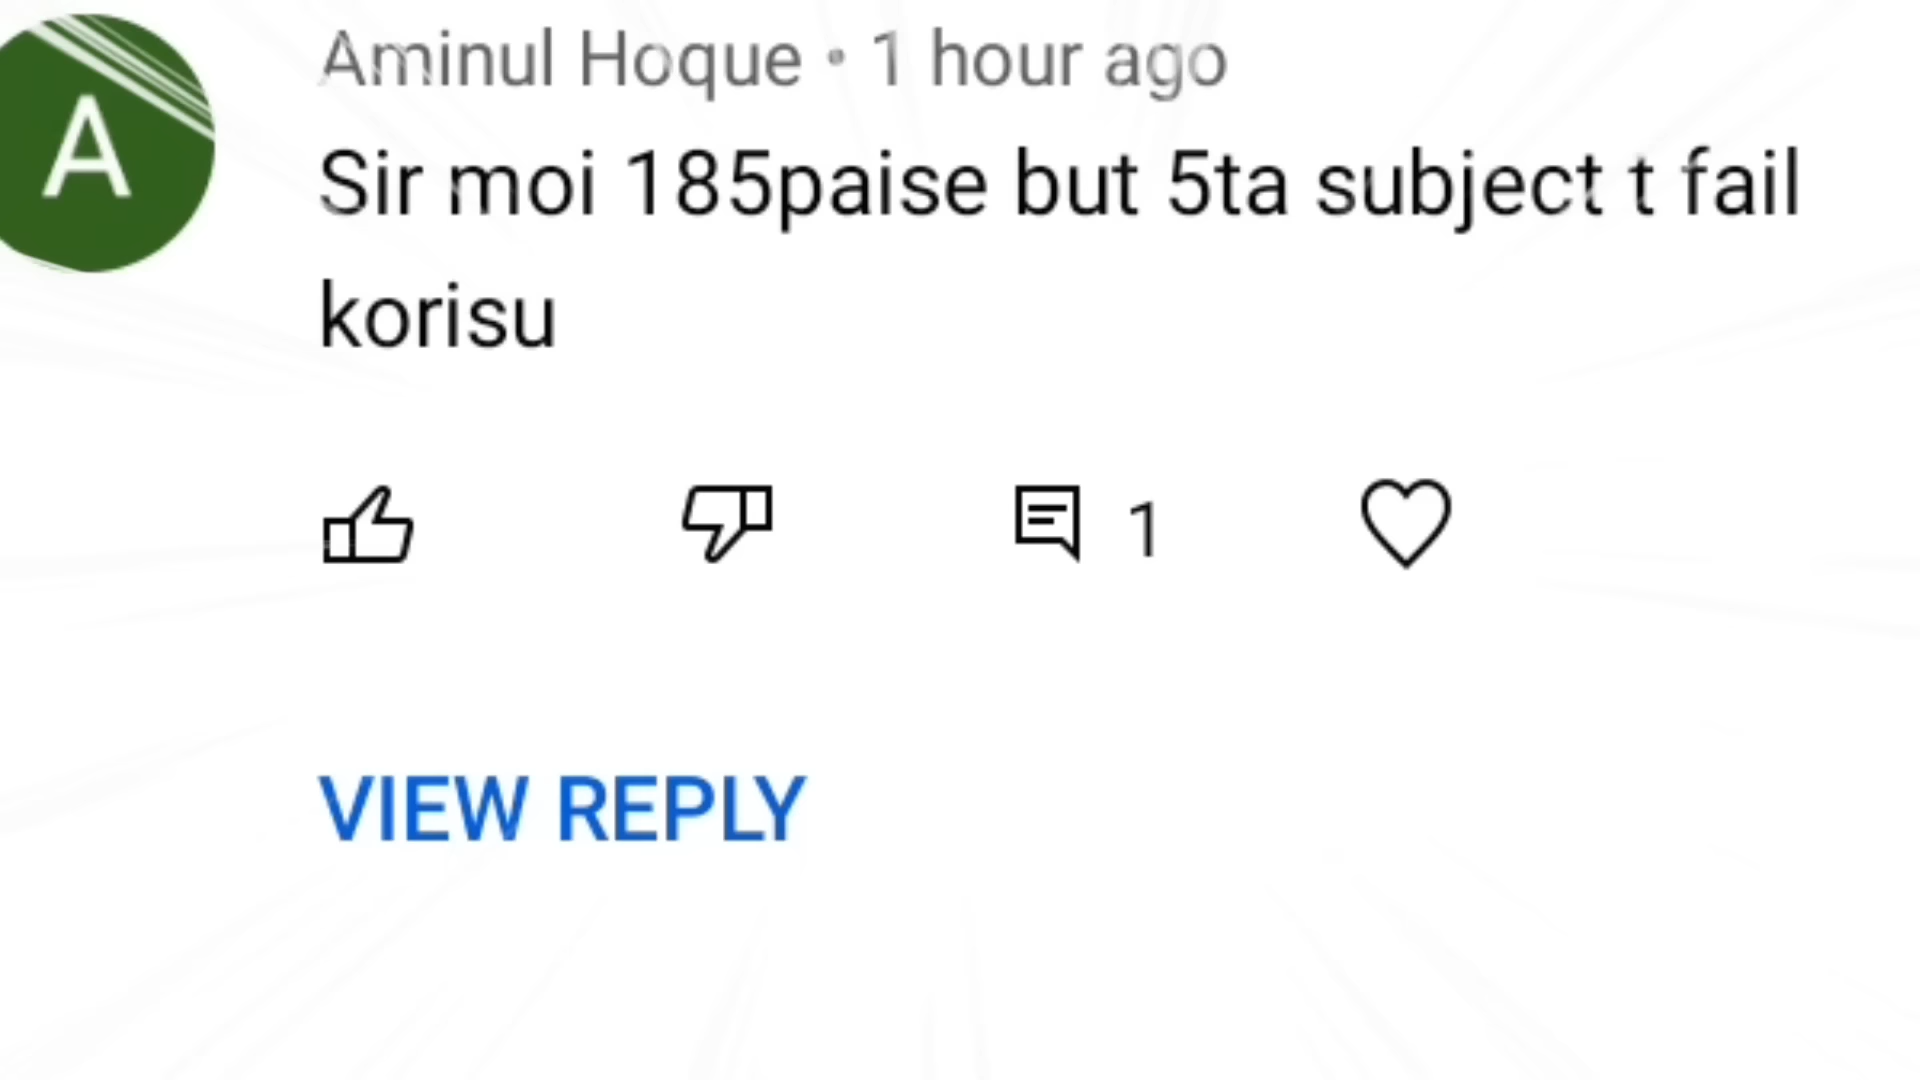 A
Aminul Hoque • 1 hour ago
Sir moi 185paise but 5ta subject t fail
korisu
1
VIEW REPLY